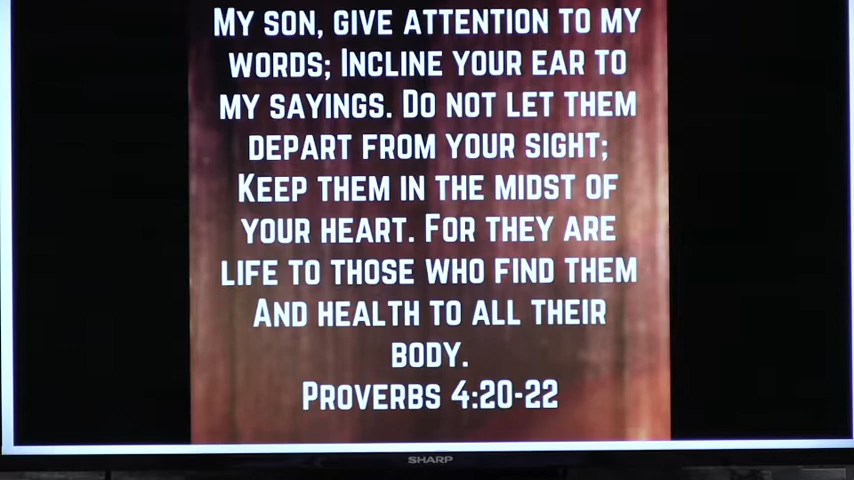 My son, give attention to my
words; Incline your ear to
my sayings. Do not let them
depart from your sight;
Keep them in the midst of
your heart. For they are
life to those who find them
And health to all their
body.
Proverbs 4:20-22
SHARP